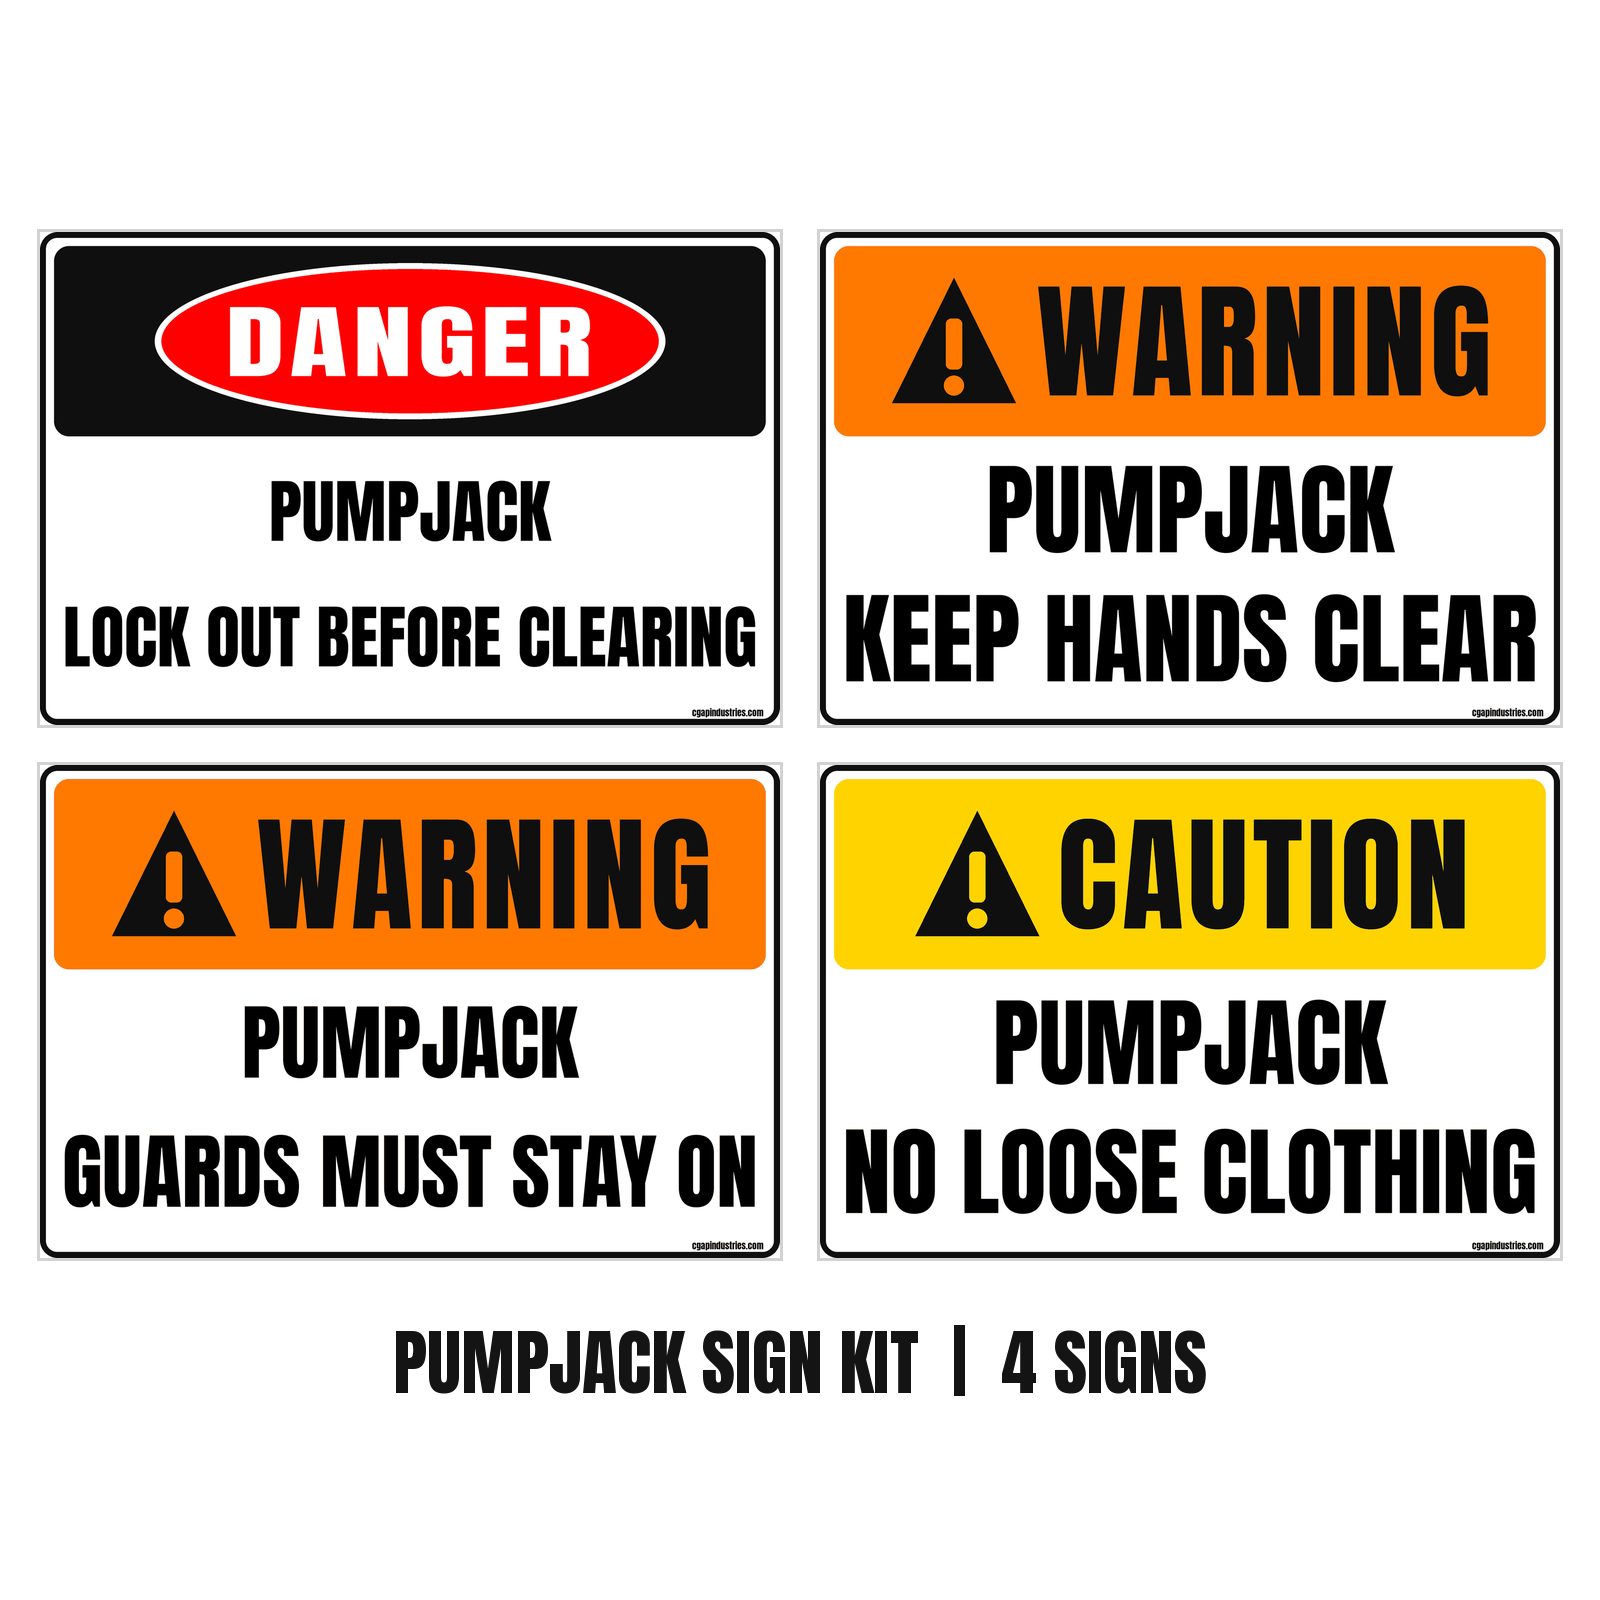 DANGER
PUMPJACK
LOCK OUT BEFORE CLEARING
cgapindustries.com
WARNING
PUMPJACK
KEEP HANDS CLEAR
cgapindustries.com
WARNING
PUMPJACK
GUARDS MUST STAY ON
cgapindustries.com
CAUTION
PUMPJACK
NO LOOSE CLOTHING
cgapindustries.com
PUMPJACK SIGN KIT | 4 SIGNS